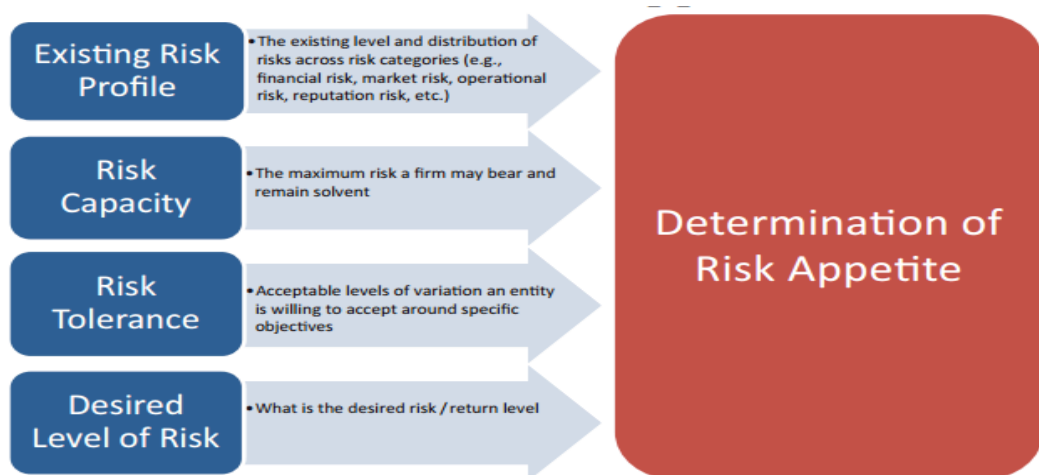 Existing Risk
Profile
• The existing level and distribution of
risks across risk categories (e.g.,
financial risk, market risk, operational
risk, reputation risk, etc.)
Risk
Capacity
• The maximum risk a firm may bear and
remain solvent
Risk
Tolerance
• Acceptable levels of variation an entity
is willing to accept around specific
objectives
Desired
Level of Risk
• What is the desired risk / return level
Determination of
Risk Appetite